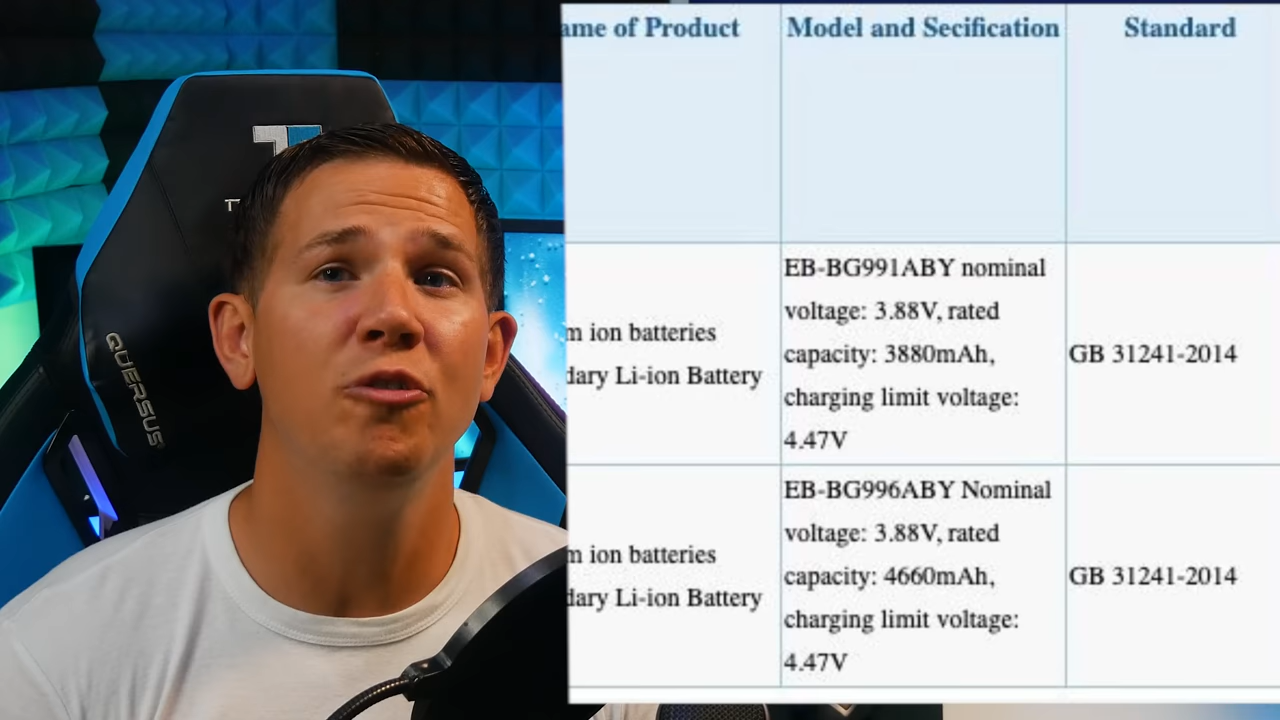 ame of Product
Model and Secification
Standard
m ion batteries
dary Li-ion Battery
EB-BG991ABY nominal
voltage: 3.88V, rated
capacity: 3880mAh,
charging limit voltage:
4.47V
GB 31241-2014
m ion batteries
dary Li-ion Battery
EB-BG996ABY Nominal
voltage: 3.88V, rated
capacity: 4660mAh,
charging limit voltage:
4.47V
GB 31241-2014
QUERSUS